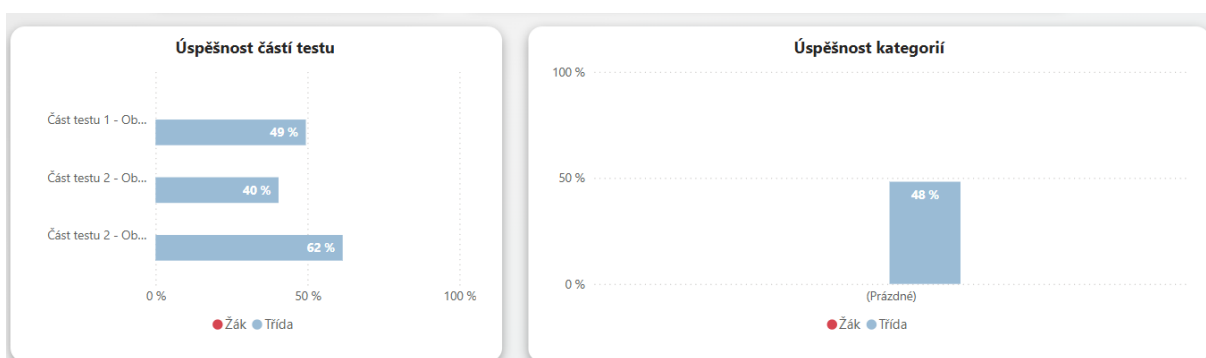 Úspěšnost částí testu
Část testu 1 - Ob...
49 %
Část testu 2 - Ob...
40 %
Část testu 2 - Ob...
62 %
0 %
50 %
100 %
Žák
Třída
Úspěšnost kategorií
100 %
50 %
48 %
0 %
(Prázdné)
Žák
Třída